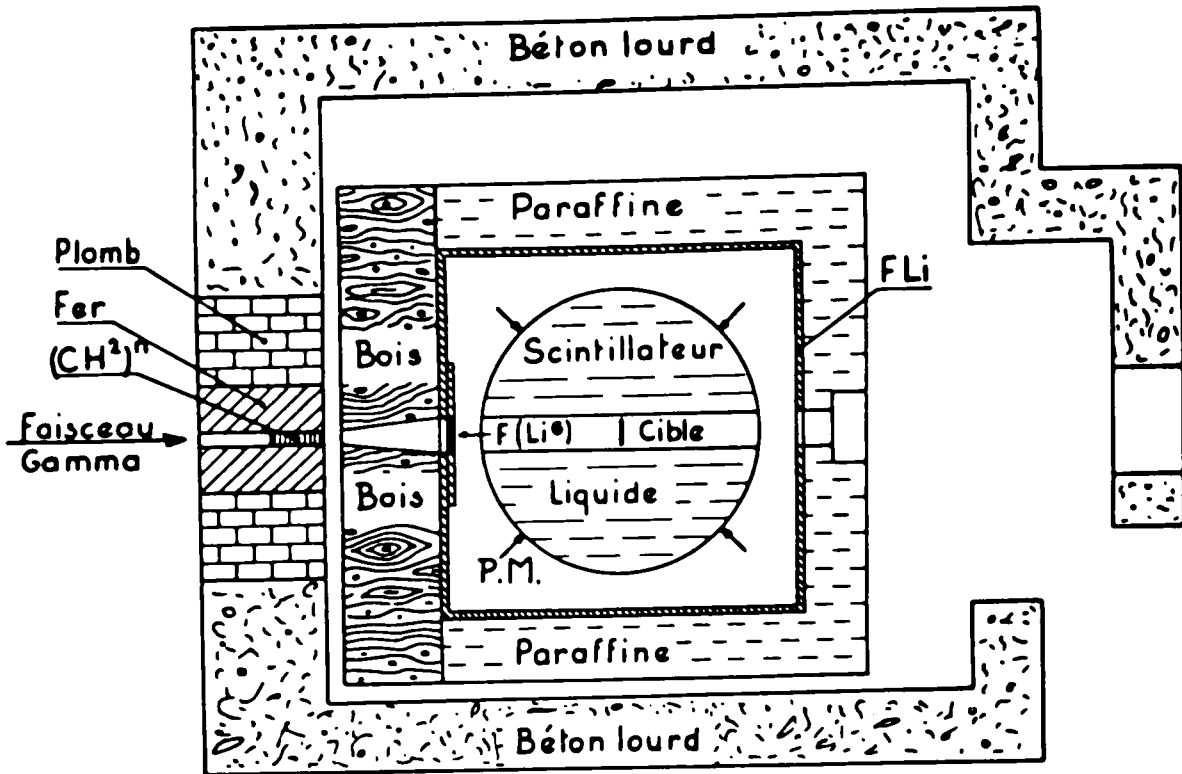 Béton lourd
Paraffine
Plomb
FLi
Fer
Bois
Scintillateur
(CH²)ⁿ
Faisceau
Gamma
F(Li⁶)
Cible
Bois
Liquide
P.M.
Paraffine
Béton lourd